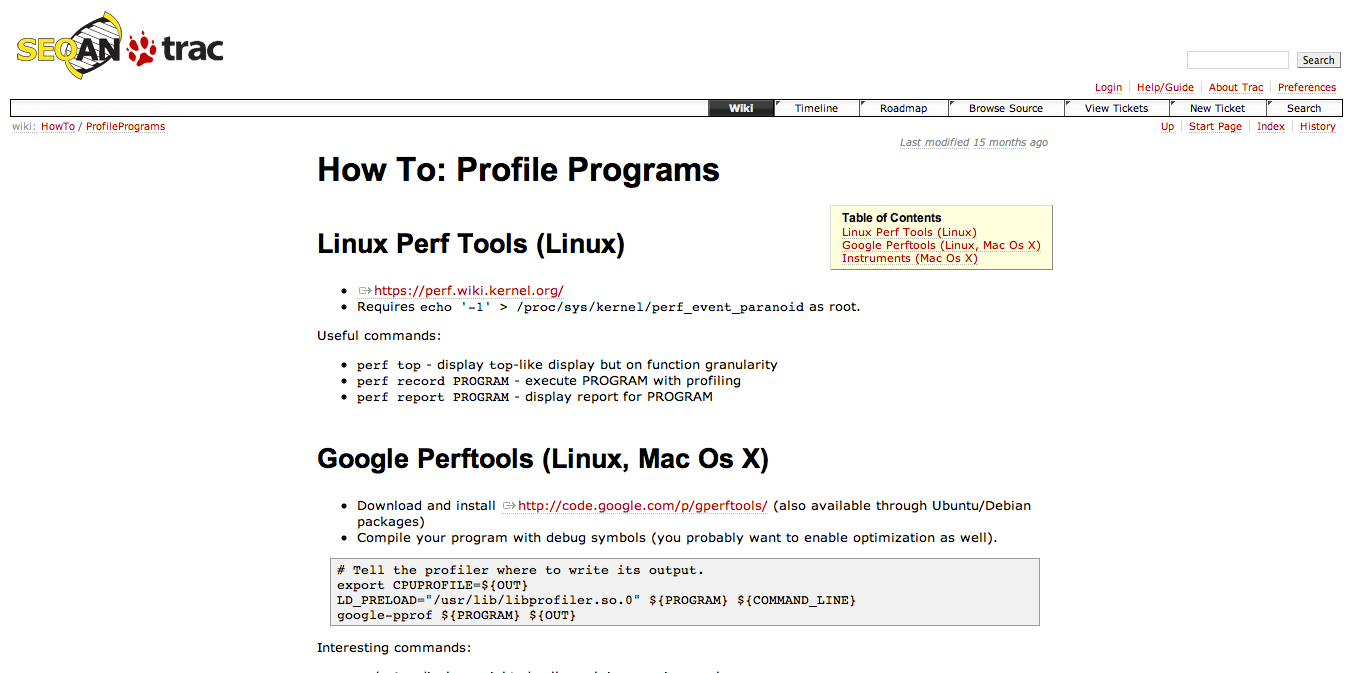 SEQAN trac
Search
Login Help/Guide About Trac Preferences
Wiki Timeline Roadmap Browse Source View Tickets New Ticket Search
wiki: HowTo / ProfilePrograms
Up Start Page Index History
Last modified 15 months ago
How To: Profile Programs
Table of Contents
Linux Perf Tools (Linux)
Google Perftools (Linux, Mac Os X)
Instruments (Mac Os X)
Linux Perf Tools (Linux)
https://perf.wiki.kernel.org/
Requires echo '-1' > /proc/sys/kernel/perf_event_paranoid as root.
Useful commands:
perf top - display top-like display but on function granularity
perf record PROGRAM - execute PROGRAM with profiling
perf report PROGRAM - display report for PROGRAM
Google Perftools (Linux, Mac Os X)
Download and install http://code.google.com/p/gperftools/ (also available through Ubuntu/Debian
packages)
Compile your program with debug symbols (you probably want to enable optimization as well).
# Tell the profiler where to write its output.
export CPUPROFILE=${OUT}
LD_PRELOAD="/usr/lib/libprofiler.so.0" ${PROGRAM} ${COMMAND_LINE}
google-pprof ${PROGRAM} ${OUT}
Interesting commands: